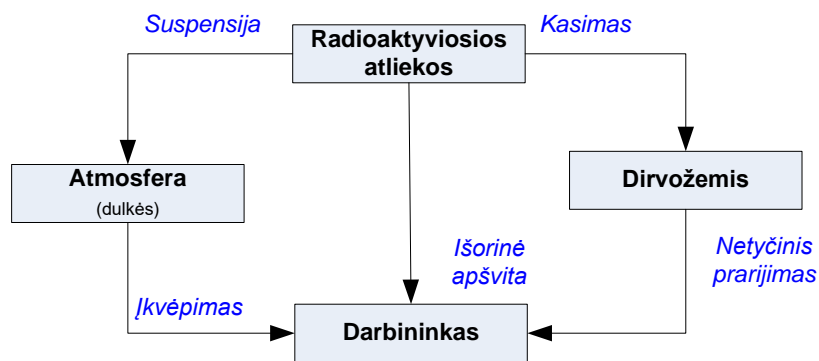 Suspensija
Radioaktyviosios
atliekos
Kasimas
Atmosfera
(dulkės)
Dirvožemis
Išorinė
apšvita
Netyčinis
prarijimas
Įkvėpimas
Darbininkas